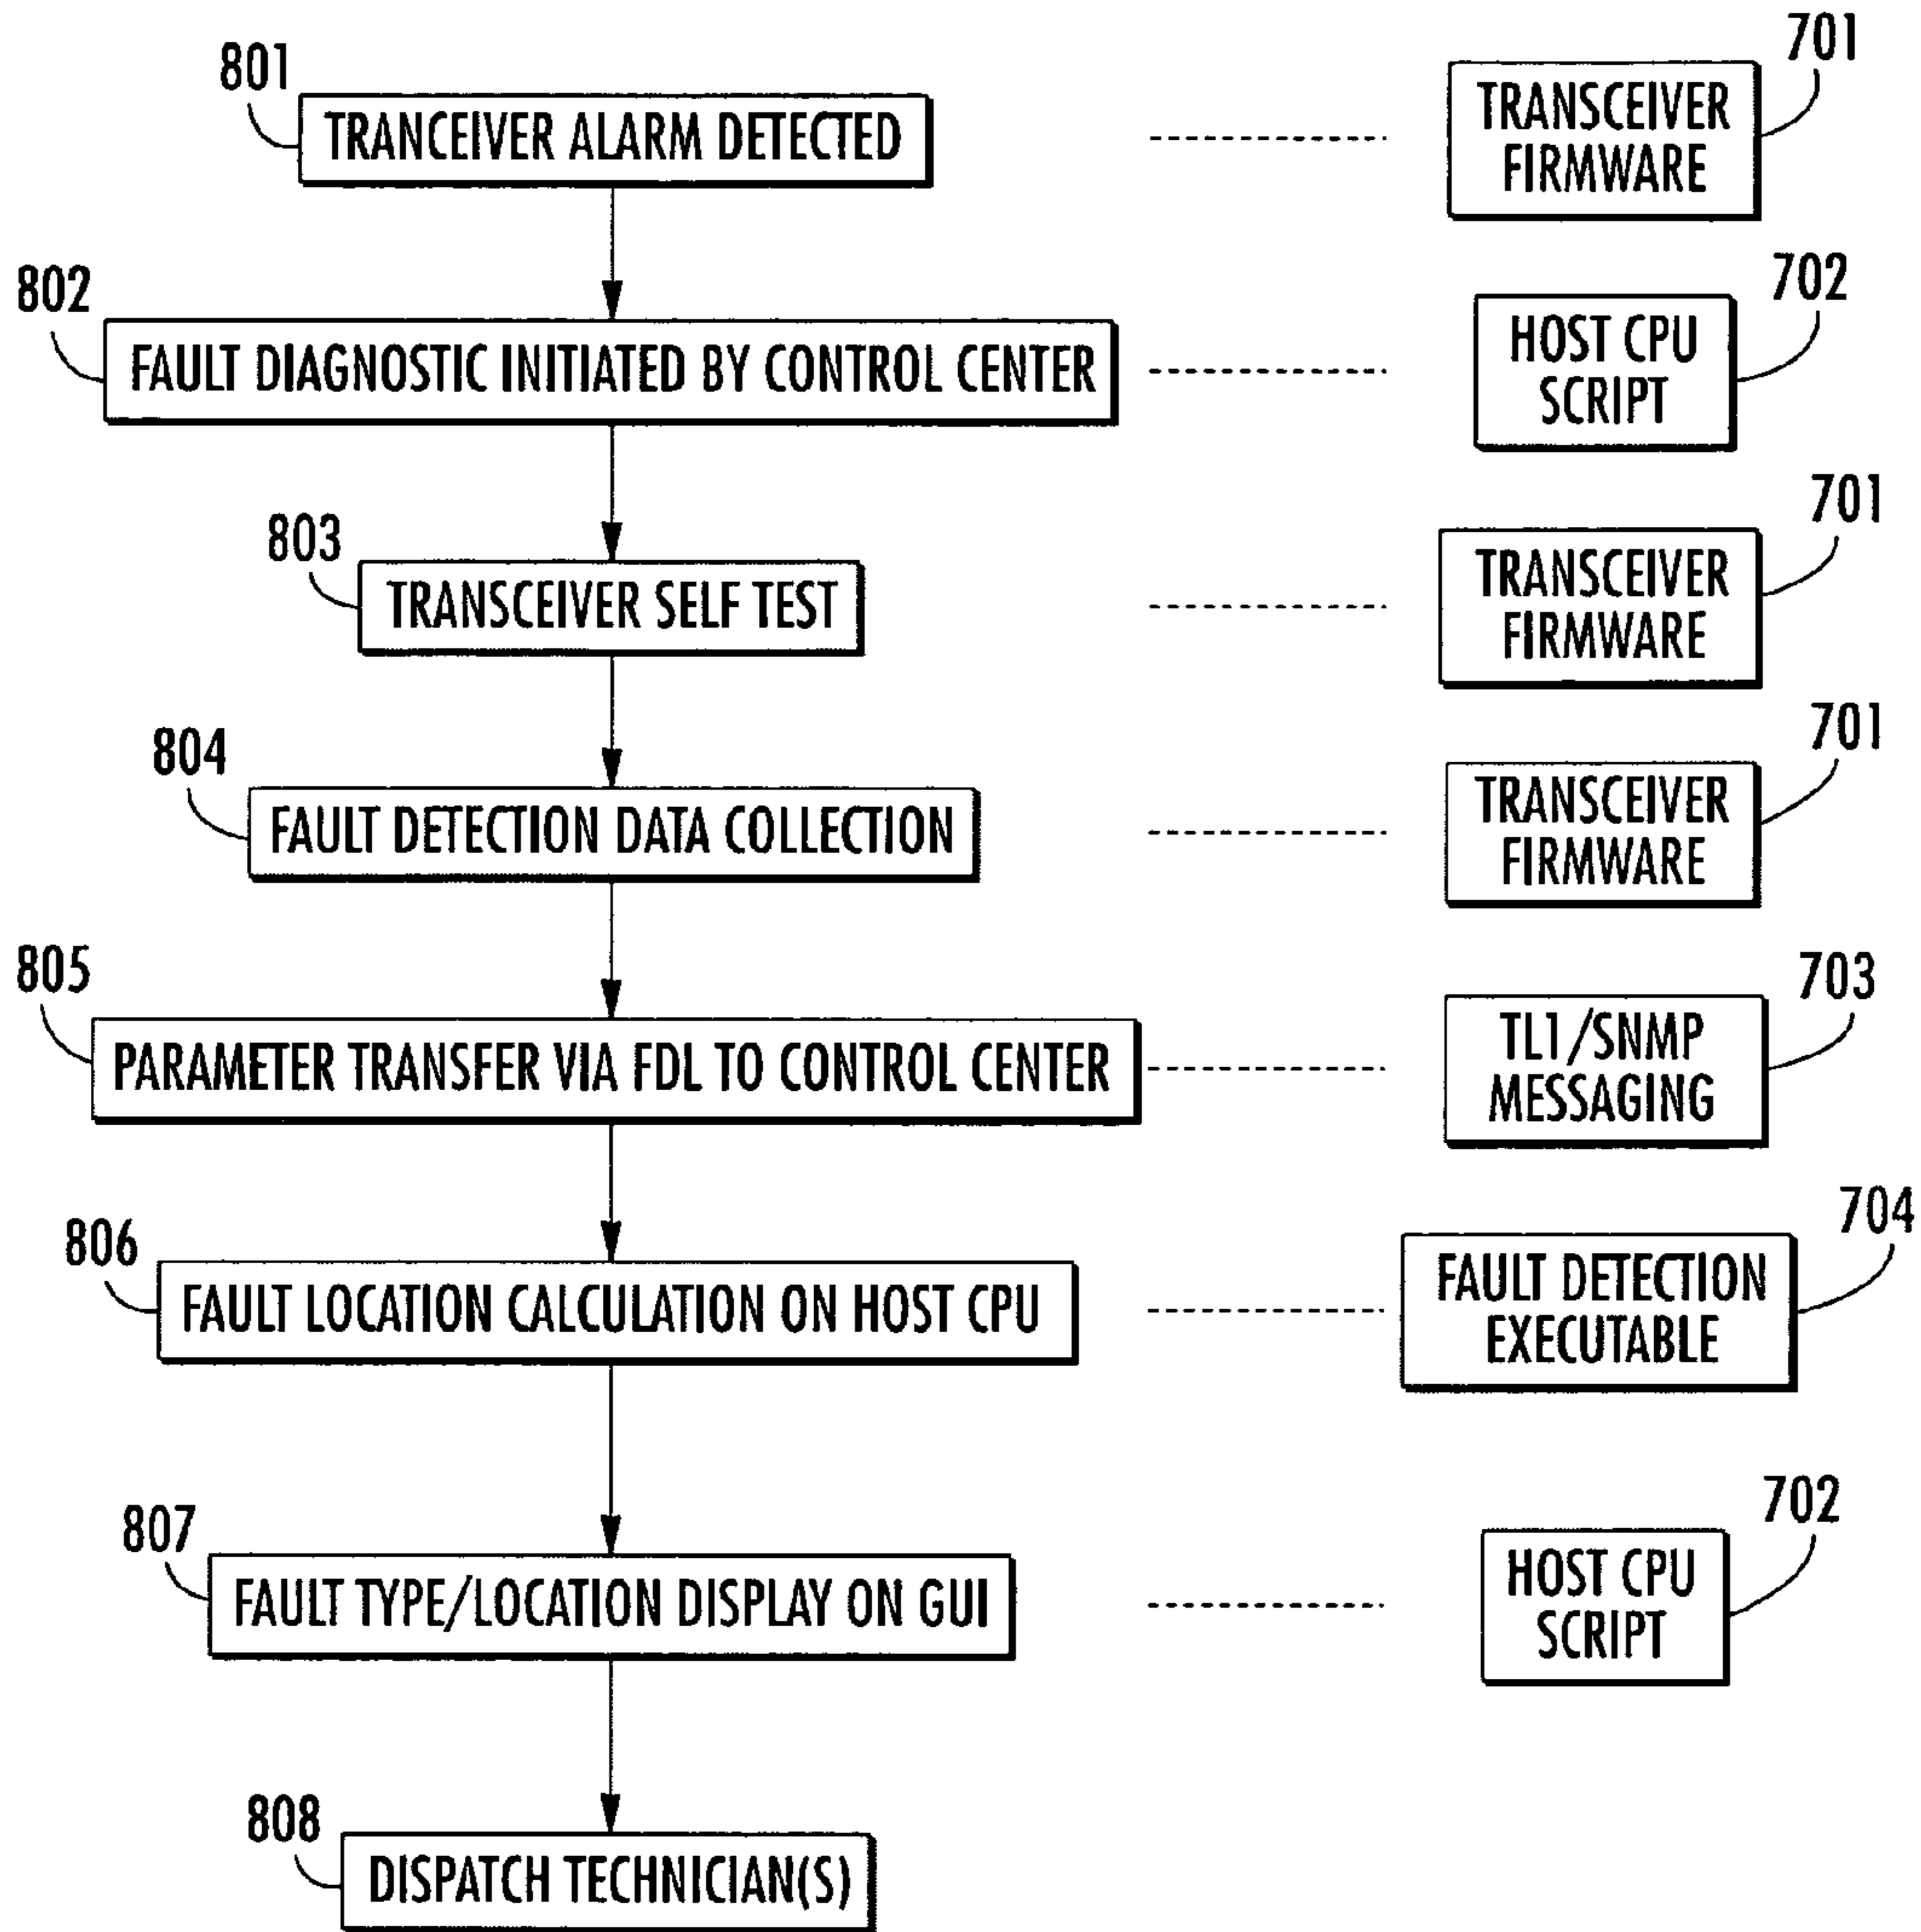 801
TRANCEIVER ALARM DETECTED
701
TRANSCEIVER
FIRMWARE
802
FAULT DIAGNOSTIC INITIATED BY CONTROL CENTER
702
HOST CPU
SCRIPT
803
TRANSCEIVER SELF TEST
701
TRANSCEIVER
FIRMWARE
804
FAULT DETECTION DATA COLLECTION
701
TRANSCEIVER
FIRMWARE
805
PARAMETER TRANSFER VIA FDL TO CONTROL CENTER
703
TL1/SNMP
MESSAGING
806
FAULT LOCATION CALCULATION ON HOST CPU
704
FAULT DETECTION
EXECUTABLE
807
FAULT TYPE/LOCATION DISPLAY ON GUI
702
HOST CPU
SCRIPT
808
DISPATCH TECHNICIAN(S)